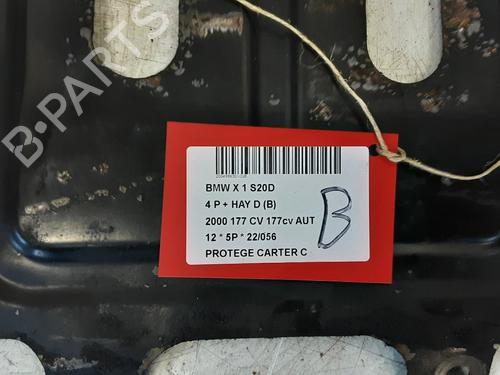 B-PARTS
BMW X 1 S20D
4 P + HAY D (B)
2000 177 CV 177cv AUT
12 * 5P * 22/056
PROTEGE CARTER C
B